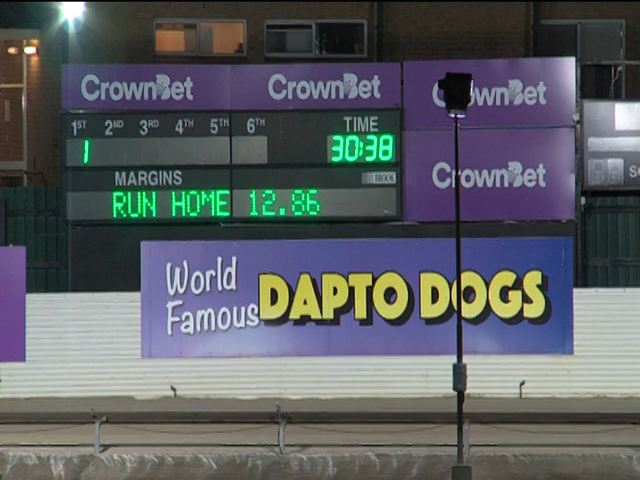 CrownBet CrownBet CrownBet
1ST 2ND 3RD 4TH 5TH 6TH TIME
1 30:38
CrownBet
MARGINS
RUN HOME 12.86
World
Famous
DAPTO DOGS